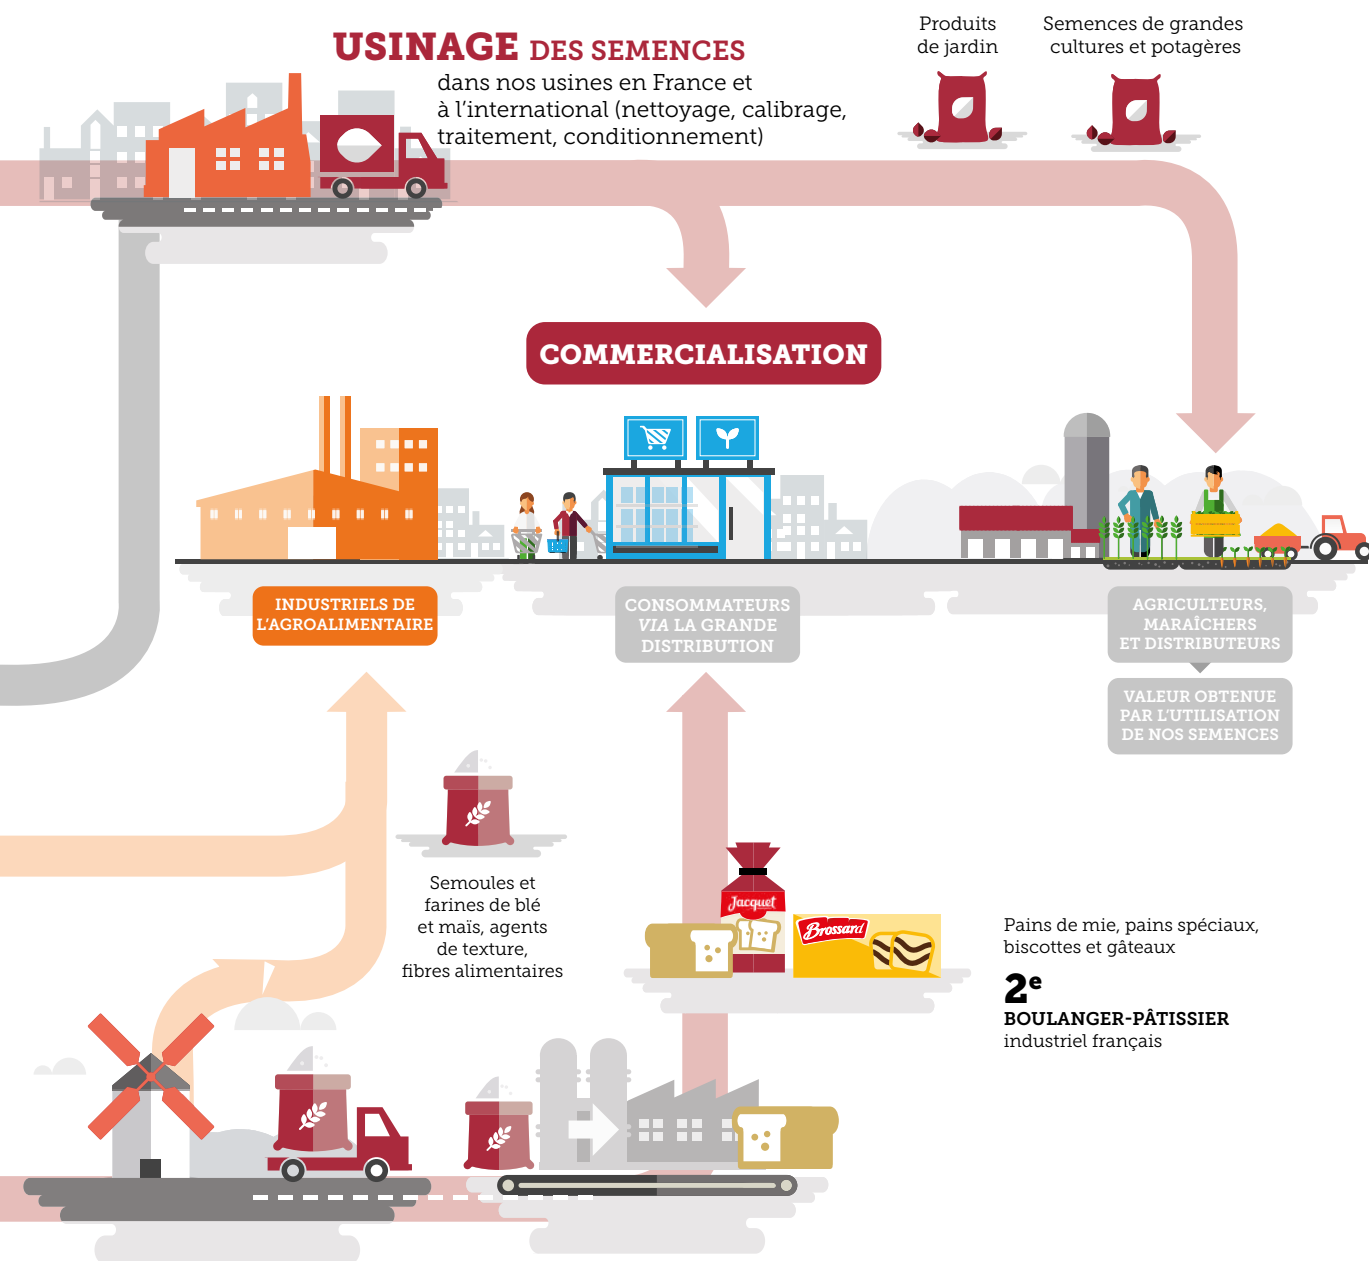 USINAGE DES SEMENCES
dans nos usines en France et
à l'international (nettoyage, calibrage,
traitement, conditionnement)
Produits
de jardin
Semences de grandes
cultures et potagères
COMMERCIALISATION
INDUSTRIELS DE
L'AGROALIMENTAIRE
CONSOMMATEURS
VIA LA GRANDE
DISTRIBUTION
AGRICULTEURS,
MARAÎCHERS
ET DISTRIBUTEURS
VALEUR OBTENUE
PAR L'UTILISATION
DE NOS SEMENCES
Semoules et
farines de blé
et maïs, agents
de texture,
fibres alimentaires
Jacquet
Brossard
Pains de mie, pains spéciaux,
biscottes et gâteaux
2e
BOULANGER-PÂTISSIER
industriel français